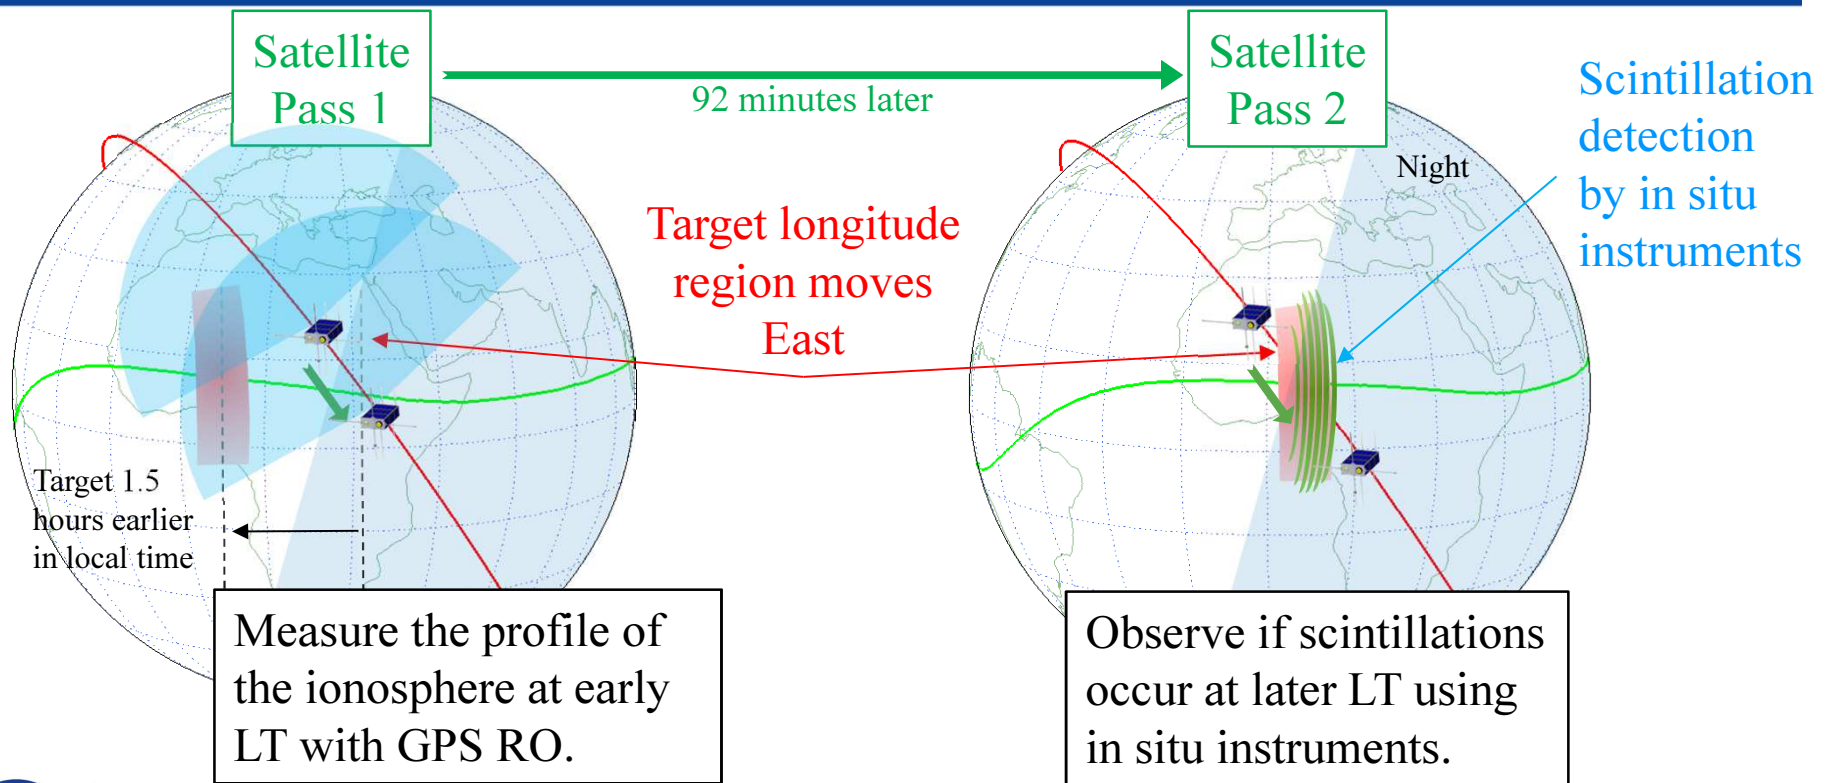 Satellite
Pass 1
92 minutes later
Satellite
Pass 2
Scintillation
detection
by in situ
instruments
Night
Target longitude
region moves
East
Target 1.5
hours earlier
in local time
Measure the profile of
the ionosphere at early
LT with GPS RO.
Observe if scintillations
occur at later LT using
in situ instruments.